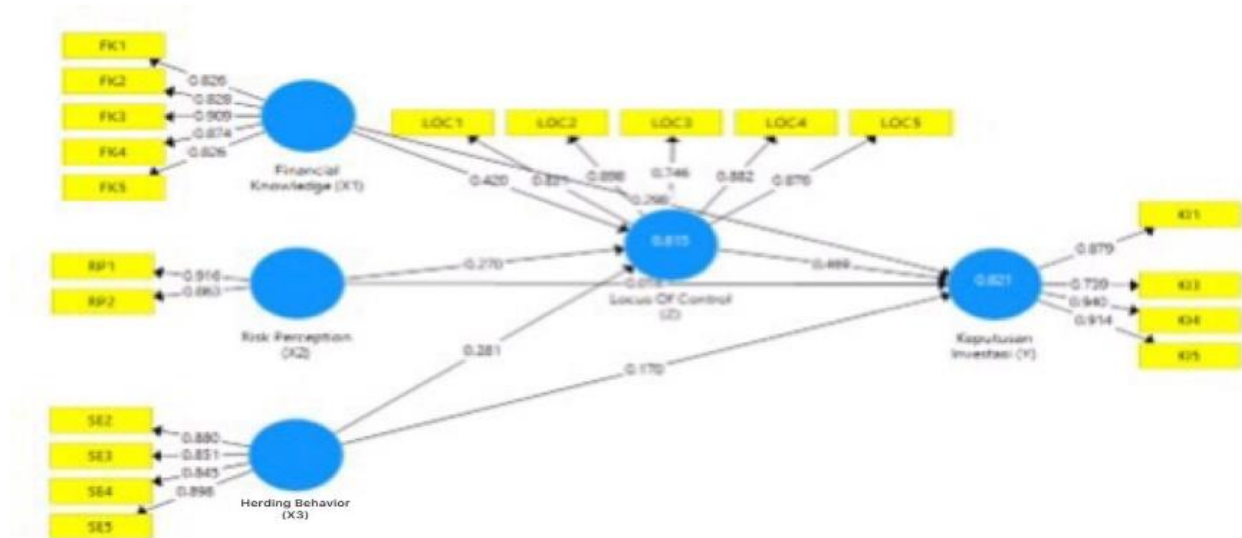 FK1
FK2
FK3
FK4
FK5
0.826
0.828
0.909
0.874
0.826
Financial
Knowledge (X1)
LOC1
LOC2
LOC3
LOC4
LOC5
0.898
0.746
0.882
0.876
0.420
0.815
RP1
RP2
0.916
0.863
Risk Perception
(X2)
0.270
0.469
Locus Of Control
(Z)
0.281
0.170
SE2
SE3
SE4
SE5
0.880
0.851
0.845
0.898
Herding Behavior
(X3)
0.821
Keputusan
Investasi (Y)
0.879
0.739
0.940
0.914
KI1
KI3
KI4
KI5